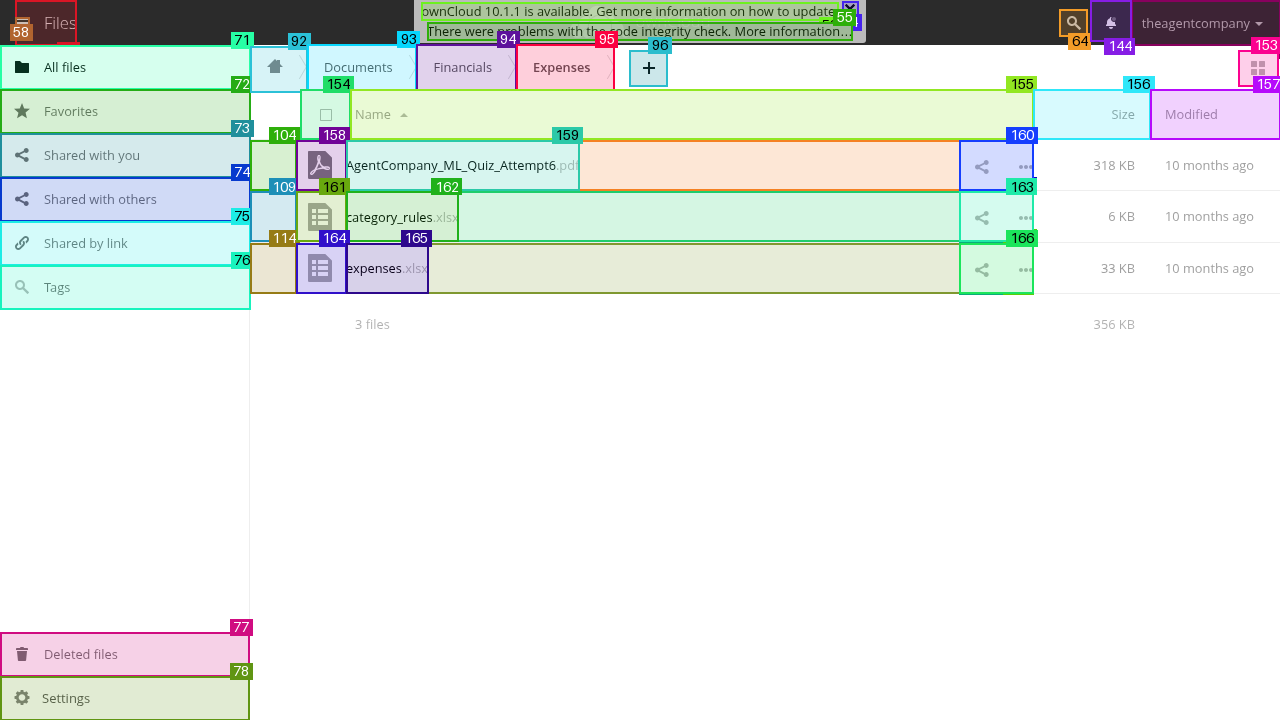 Files
58
ownCloud 10.1.1 is available. Get more information on how to update.
55
There were problems with the code integrity check. More information...
64
144
theagentcompany
71
92
93
94
95
96
153
All files
Documents
Financials
Expenses
+
72
154
155
156
157
Favorites
Name
Size
Modified
73
104
158
159
160
Shared with you
AgentCompany_ML_Quiz_Attempt6.pdf
318 KB
10 months ago
74
109
161
162
163
Shared with others
category_rules.xlsx
6 KB
10 months ago
75
114
164
165
166
Shared by link
expenses.xlsx
33 KB
10 months ago
76
Tags
3 files
356 KB
77
Deleted files
78
Settings